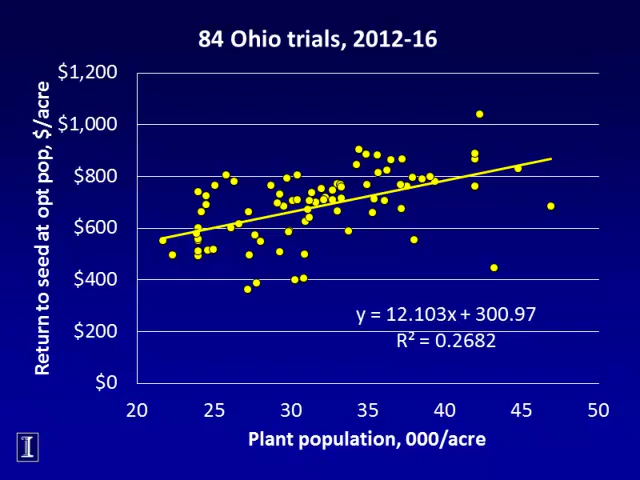 84 Ohio trials, 2012-16
Return to seed at opt pop, $/acre
$1,200
$1,000
$800
$600
$400
$200
$0
y = 12.103x + 300.97
R² = 0.2682
20 25 30 35 40 45 50
Plant population, 000/acre
I